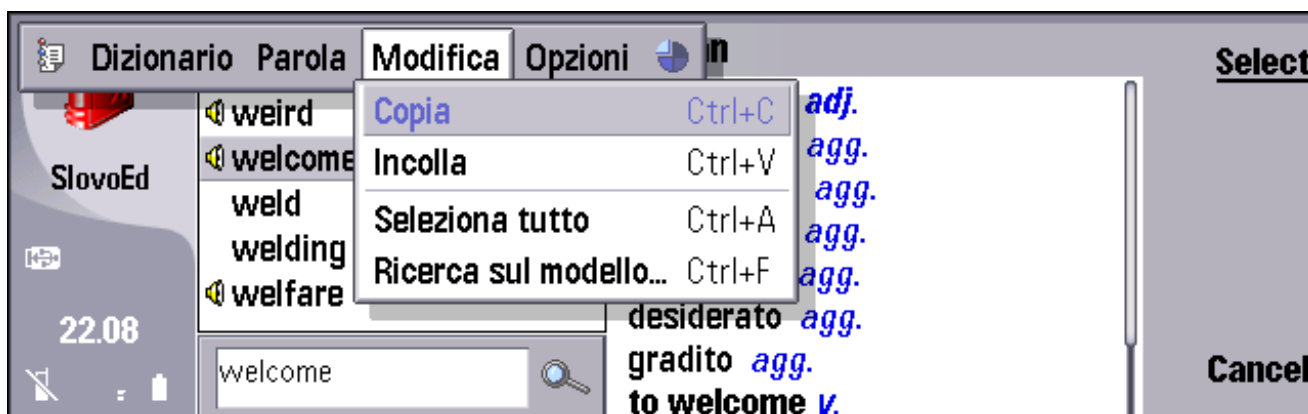 Dizionario Parola Modifica Opzioni
Select
Copia Ctrl+C
Incolla Ctrl+V
Seleziona tutto Ctrl+A
Ricerca sul modello... Ctrl+F
SlovoEd
22.08
weird
welcome
weld
welding
welfare
welcome
adj.
agg.
agg.
agg.
agg.
desiderato agg.
gradito agg.
to welcome v.
Cancel